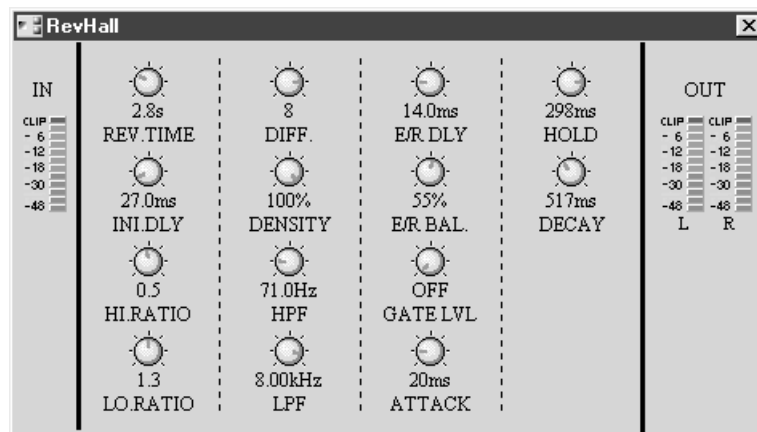 RevHall
IN
CLIP
- 6
-12
-18
-30
-48
2.8s
REV.TIME
8
DIFF.
14.0ms
E/R DLY
298ms
HOLD
27.0ms
INI.DLY
100%
DENSITY
55%
E/R BAL.
517ms
DECAY
0.5
HI.RATIO
71.0Hz
HPF
OFF
GATE LVL
1.3
LO.RATIO
8.00kHz
LPF
20ms
ATTACK
OUT
CLIP CLIP
- 6 - 6
-12 -12
-18 -18
-30 -30
-48 -48
L R